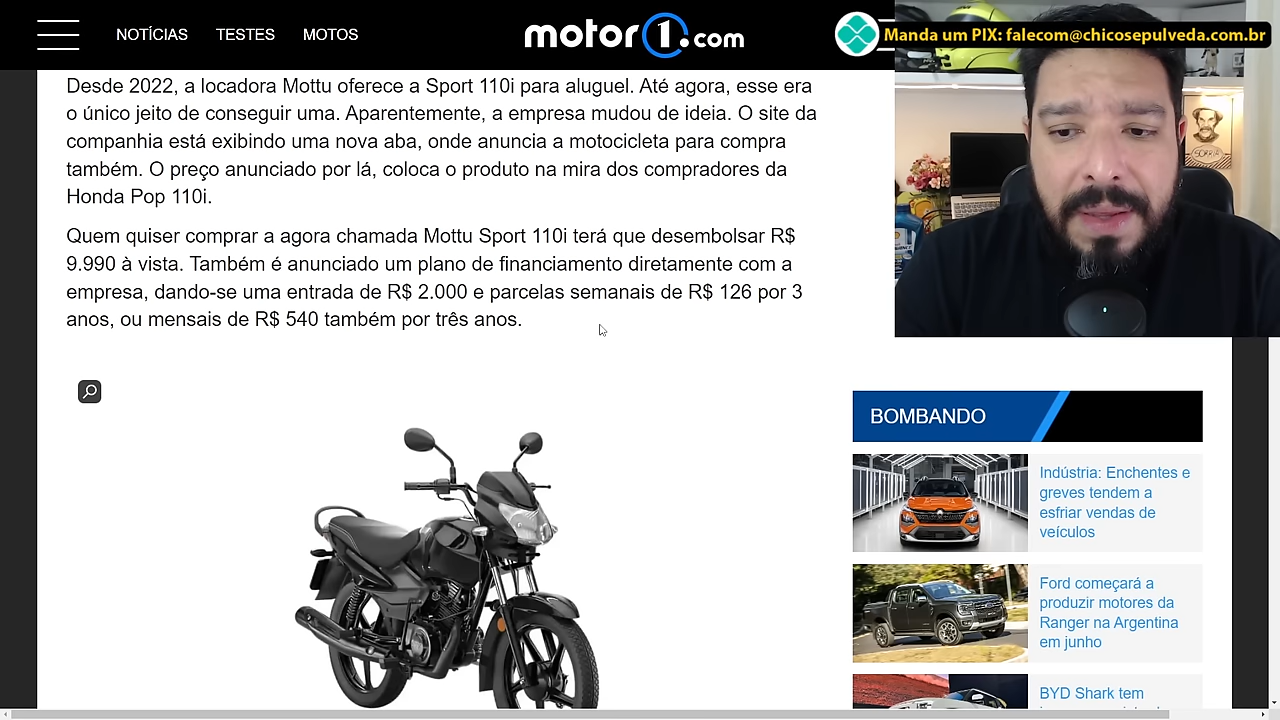 NOTÍCIAS TESTES MOTOS
motor1.com
Manda um PIX: falecom@chicosepulveda.com.br
Desde 2022, a locadora Mottu oferece a Sport 110i para aluguel. Até agora, esse era
o único jeito de conseguir uma. Aparentemente, a empresa mudou de ideia. O site da
companhia está exibindo uma nova aba, onde anuncia a motocicleta para compra
também. O preço anunciado por lá, coloca o produto na mira dos compradores da
Honda Pop 110i.
Quem quiser comprar a agora chamada Mottu Sport 110i terá que desembolsar R$
9.990 à vista. Também é anunciado um plano de financiamento diretamente com a
empresa, dando-se uma entrada de R$ 2.000 e parcelas semanais de R$ 126 por 3
anos, ou mensais de R$ 540 também por três anos.
SORRIA
BOMBANDO
Indústria: Enchentes e
greves tendem a
esfriar vendas de
veículos
Ford começará a
produzir motores da
Ranger na Argentina
em junho
BYD Shark tem